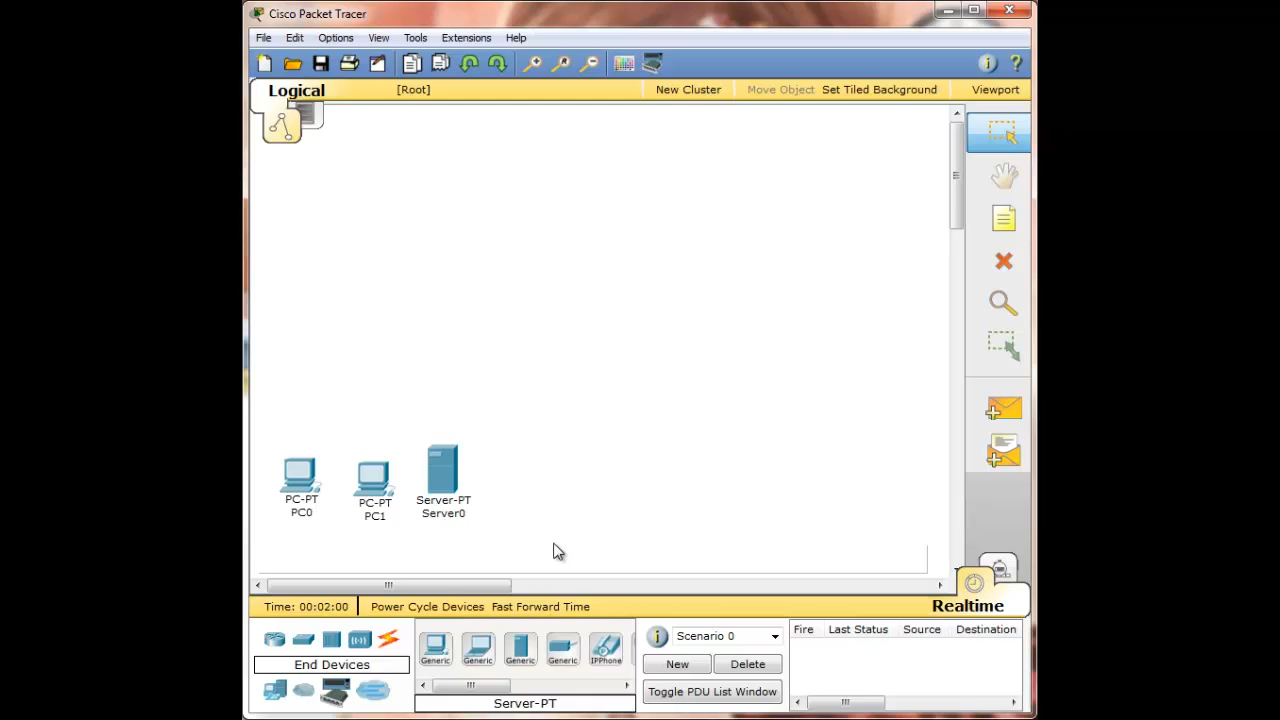 Cisco Packet Tracer
File Edit Options View Tools Extensions Help
Logical [Root] New Cluster Move Object Set Tiled Background Viewport
PC-PT
PC0
PC-PT
PC1
Server-PT
Server0
Time: 00:02:00 Power Cycle Devices Fast Forward Time Realtime
End Devices
Generic Generic Generic Generic IPPhone
Server-PT
Scenario 0
New Delete
Toggle PDU List Window
Fire Last Status Source Destination